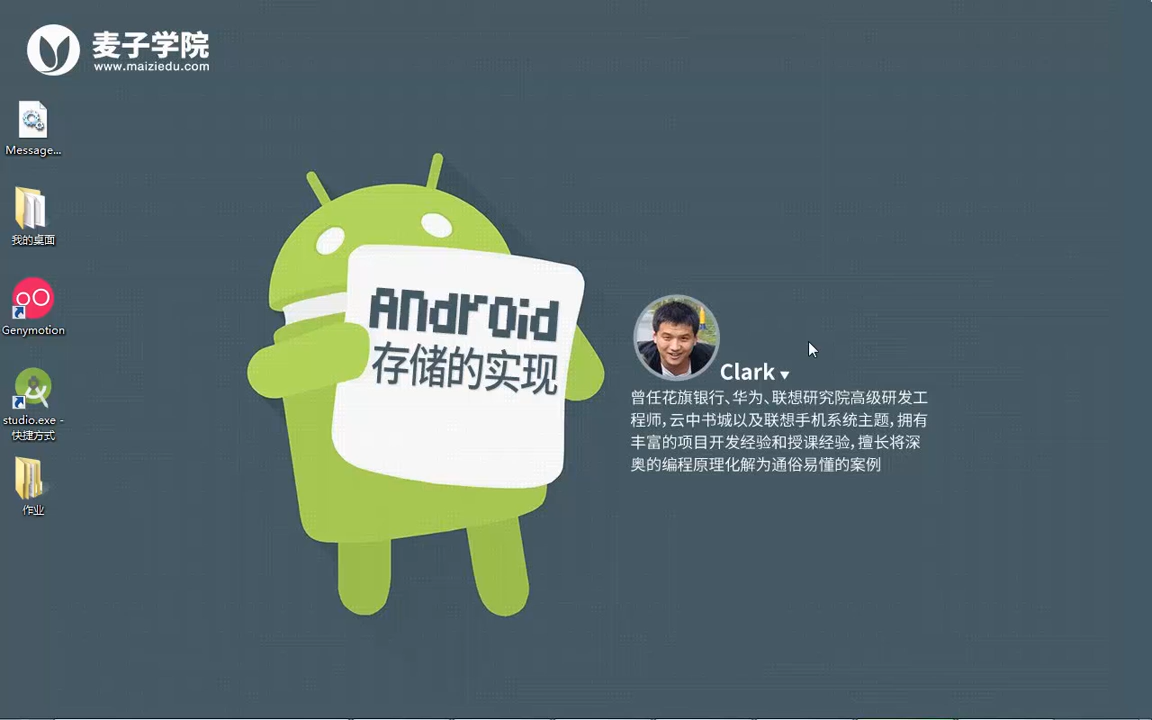 麦子学院
www.maiziedu.com
Message...
我的桌面
Genymotion
studio.exe -
快捷方式
作业
Android
存储的实现
Clark
曾任花旗银行、华为、联想研究院高级研发工
程师,云中书城以及联想手机系统主题,拥有
丰富的项目开发经验和授课经验,擅长将深
奥的编程原理化解为通俗易懂的案例